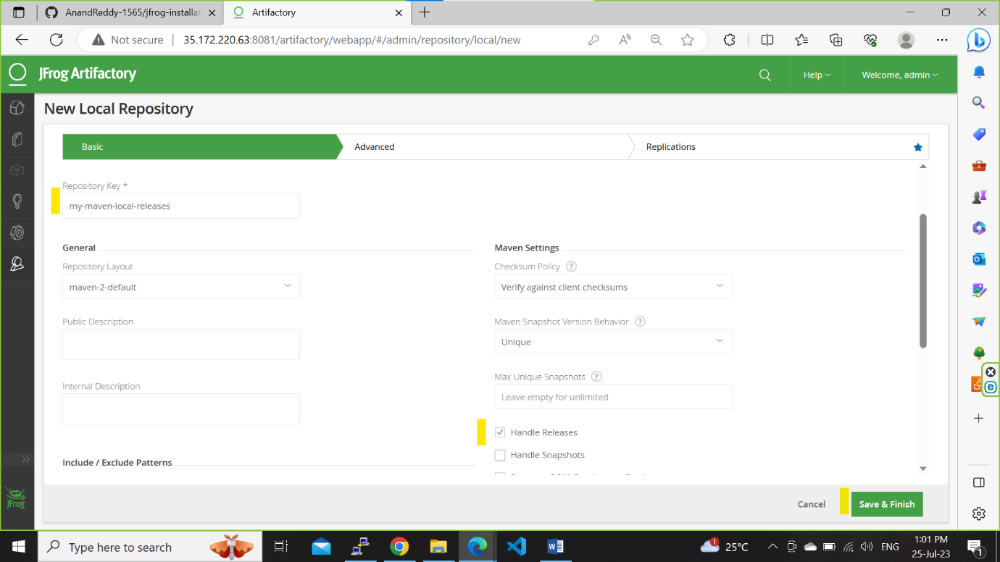 AnandReddy-1565/jfrog-installat
Artifactory
Not secure
35.172.220.63:8081/artifactory/webapp/#/admin/repository/local/new
JFrog Artifactory
Help
Welcome, admin
New Local Repository
Basic
Advanced
Replications
Repository Key *
my-maven-local-releases
General
Maven Settings
Repository Layout
Checksum Policy ?
maven-2-default
Verify against client checksums
Public Description
Maven Snapshot Version Behavior ?
Unique
Max Unique Snapshots ?
Internal Description
Leave empty for unlimited
Handle Releases
Handle Snapshots
Include / Exclude Patterns
Cancel
Save & Finish
JFrog
Type here to search
1
25°C
ENG
1:01 PM
25-Jul-23
1